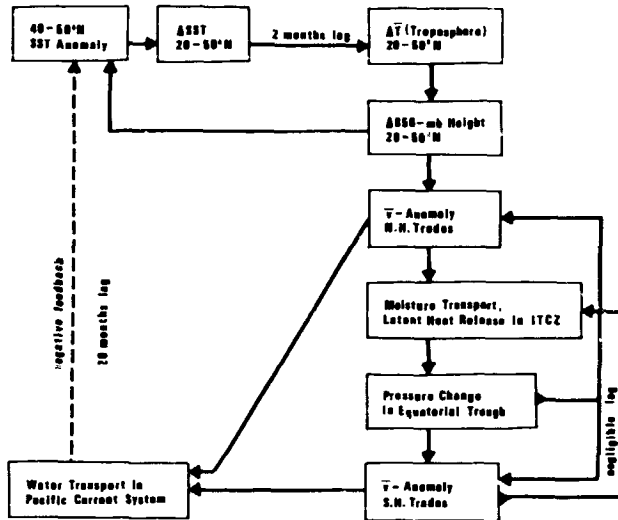 40-50°N
SST Anomaly
ΔSST
20-50°N
2 months lag
ΔT̅ (Troposphere)
20-50°N
Δ850-mb Height
20-50°N
v̅-Anomaly
N.H. Trades
Moisture Transport,
Latent Heat Release in ITCZ
Pressure Change
in Equatorial Trough
v̅-Anomaly
S.H. Trades
Water Transport in
Pacific Current System
negative feedback
20 months lag
negligible lag